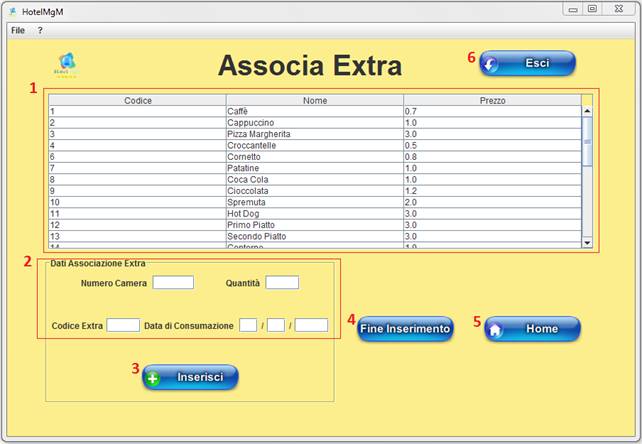 HotelMgM
File ?
Associa Extra
6
Esci
1
Codice Nome Prezzo
1 Caffè 0.7
2 Cappuccino 1.0
3 Pizza Margherita 3.0
4 Croccantelle 0.5
6 Cornetto 0.8
7 Patatine 1.0
8 Coca Cola 1.0
9 Cioccolata 1.2
10 Spremuta 2.0
11 Hot Dog 3.0
12 Primo Piatto 3.0
13 Secondo Piatto 3.0
14 Contorno 1.0
2
Dati Associazione Extra
Numero Camera Quantità
Codice Extra Data di Consumazione / /
4
Fine Inserimento
5
Home
3
Inserisci